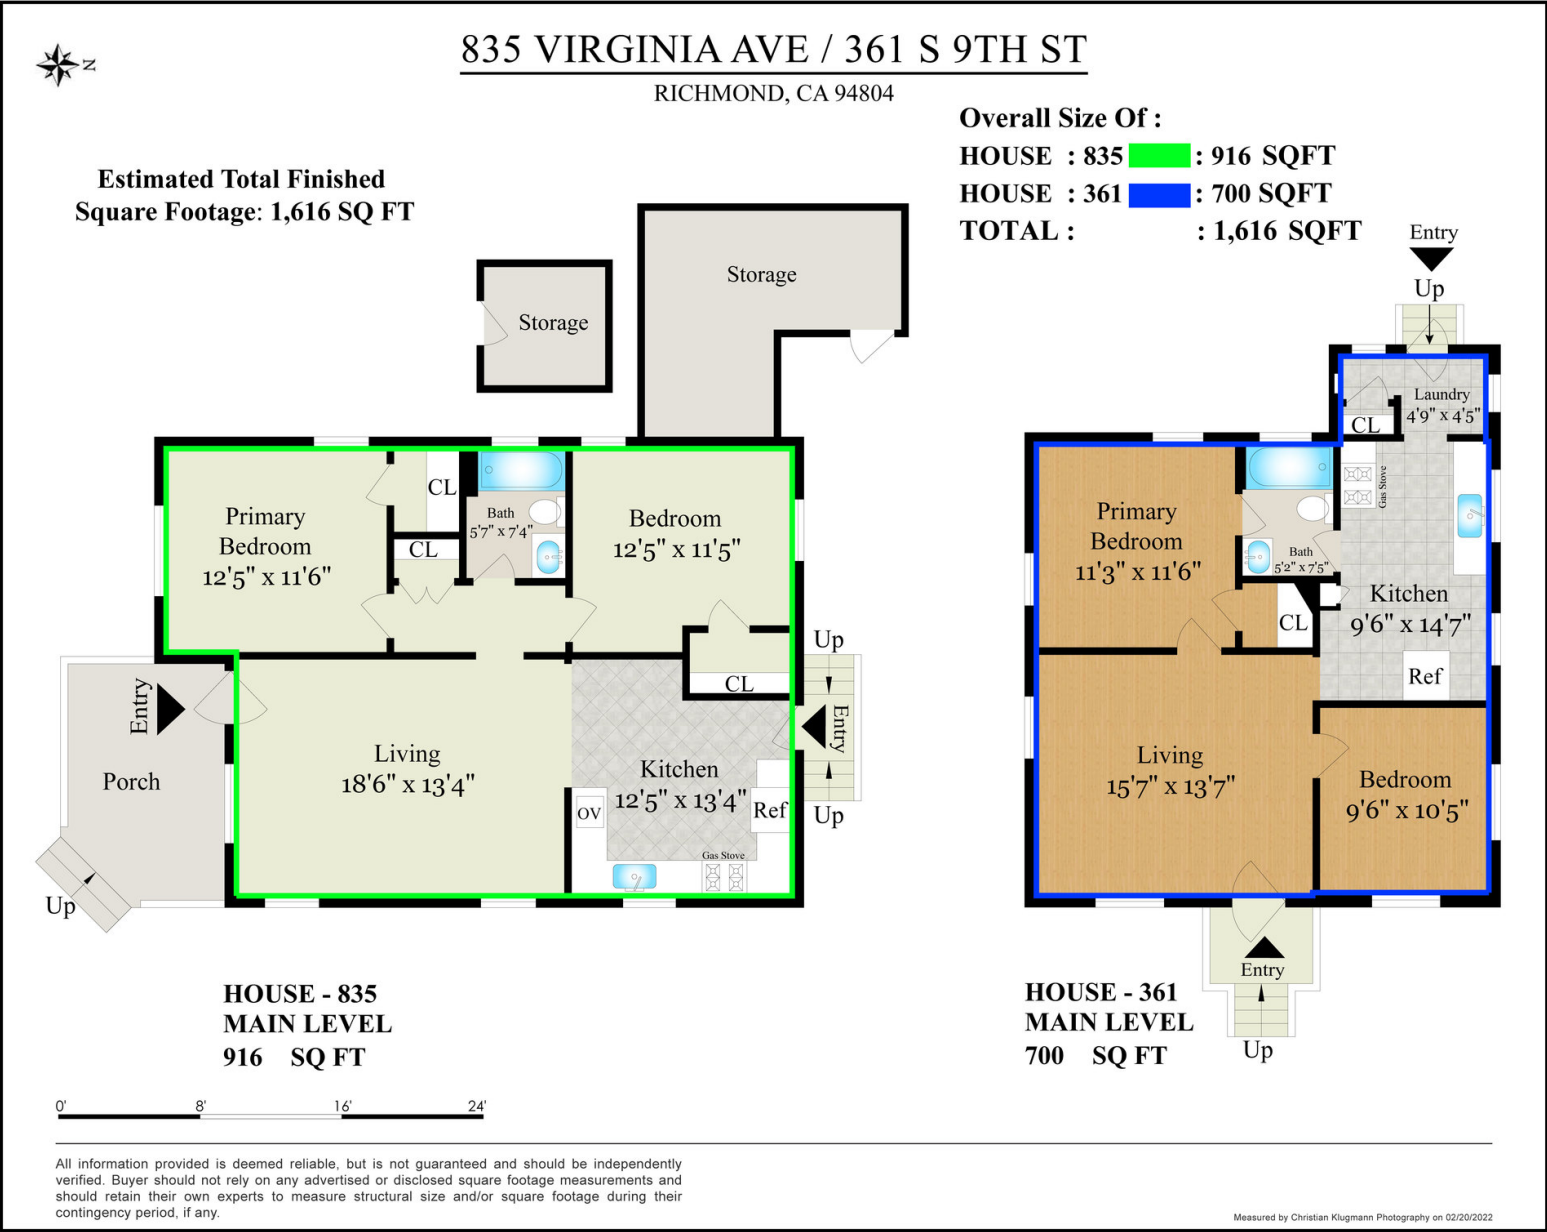 835 VIRGINIA AVE / 361 S 9TH ST
RICHMOND, CA 94804
N
Estimated Total Finished
Square Footage: 1,616 SQ FT
Overall Size Of :
HOUSE : 835 : 916 SQFT
HOUSE : 361 : 700 SQFT
TOTAL : : 1,616 SQFT
Storage
Storage
Primary
Bedroom
12'5" x 11'6"
CL
CL
Bath
5'7" x 7'4"
Bedroom
12'5" x 11'5"
CL
Up
Entry
Up
Entry
Porch
Up
Living
18'6" x 13'4"
Kitchen
12'5" x 13'4"
OV
Ref
Gas Stove
Entry
Up
Laundry
4'9" x 4'5"
CL
Primary
Bedroom
11'3" x 11'6"
Bath
5'2" x 7'5"
Gas Stove
Kitchen
9'6" x 14'7"
CL
Ref
Living
15'7" x 13'7"
Bedroom
9'6" x 10'5"
Entry
Up
HOUSE - 835
MAIN LEVEL
916 SQ FT
HOUSE - 361
MAIN LEVEL
700 SQ FT
0' 8' 16' 24'
All information provided is deemed reliable, but is not guaranteed and should be independently
verified. Buyer should not rely on any advertised or disclosed square footage measurements and
should retain their own experts to measure structural size and/or square footage during their
contingency period, if any.
Measured by Christian Klugmann Photography on 02/20/2022